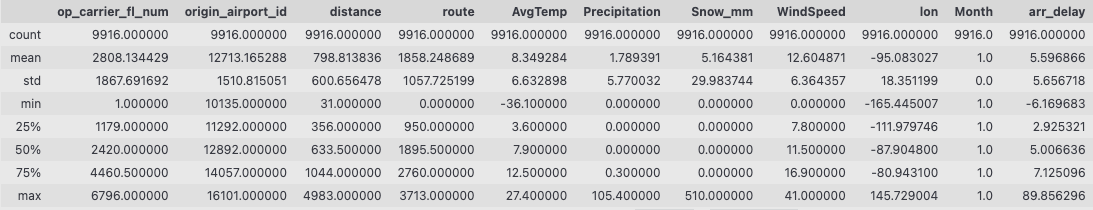 op_carrier_fl_num origin_airport_id distance route AvgTemp Precipitation Snow_mm WindSpeed lon Month arr_delay
count 9916.000000 9916.000000 9916.000000 9916.000000 9916.000000 9916.000000 9916.000000 9916.000000 9916.000000 9916.0 9916.000000
mean 2808.134429 12713.165288 798.813836 1858.248689 8.349284 1.789391 5.164381 12.604871 -95.083027 1.0 5.596866
std 1867.691692 1510.815051 600.656478 1057.725199 6.632898 5.770032 29.983744 6.364357 18.351199 0.0 5.656718
min 1.000000 10135.000000 31.000000 0.000000 -36.100000 0.000000 0.000000 0.000000 -165.445007 1.0 -6.169683
25% 1179.000000 11292.000000 356.000000 950.000000 3.600000 0.000000 0.000000 7.800000 -111.979746 1.0 2.925321
50% 2420.000000 12892.000000 633.500000 1895.500000 7.900000 0.000000 0.000000 11.500000 -87.904800 1.0 5.006636
75% 4460.500000 14057.000000 1044.000000 2760.000000 12.500000 0.300000 0.000000 16.900000 -80.943100 1.0 7.125096
max 6796.000000 16101.000000 4983.000000 3713.000000 27.400000 105.400000 510.000000 41.000000 145.729004 1.0 89.856296